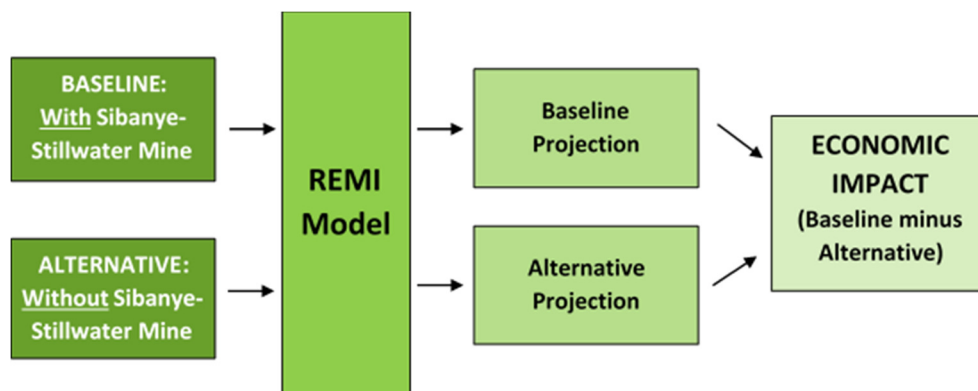 BASELINE:
With Sibanye-
Stillwater Mine
ALTERNATIVE:
Without Sibanye-
Stillwater Mine
REMI
Model
Baseline
Projection
Alternative
Projection
ECONOMIC
IMPACT
(Baseline minus
Alternative)